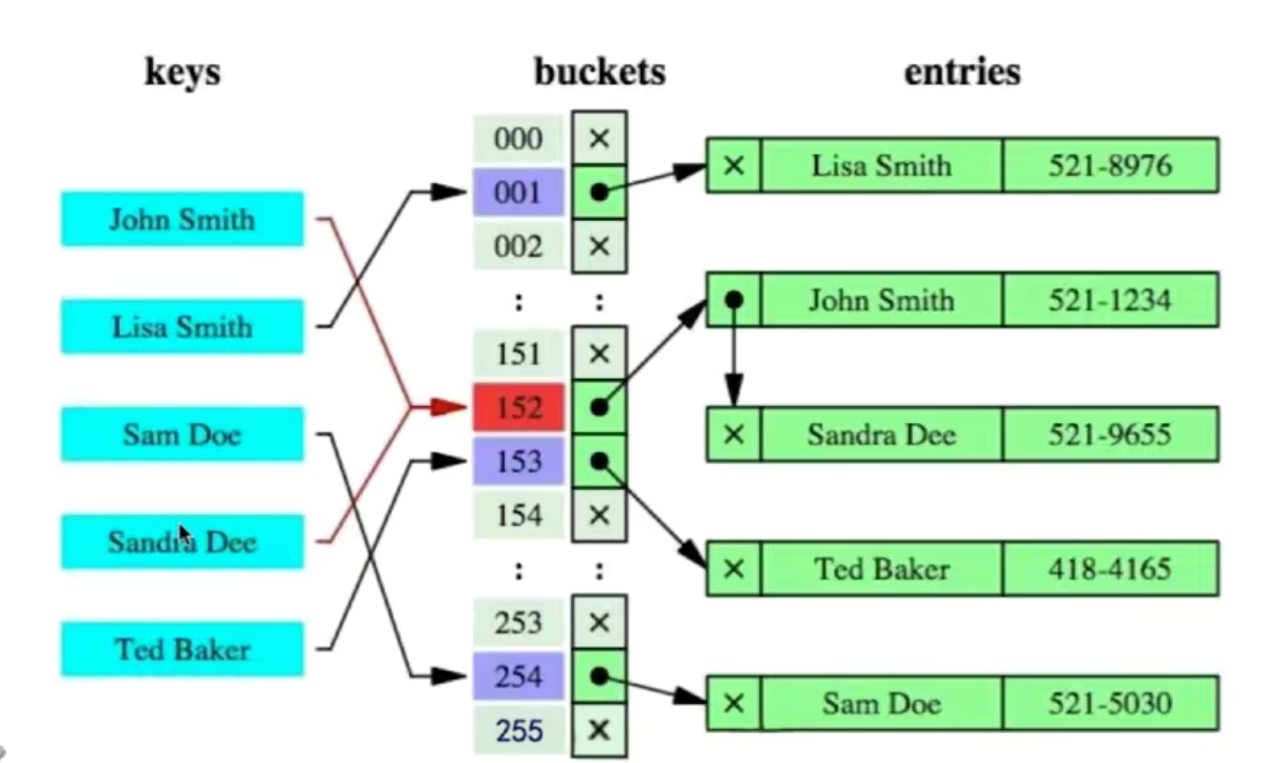 keys
buckets
entries
John Smith
Lisa Smith
Sam Doe
Sandra Dee
Ted Baker
000 ×
001
002 ×
: :
151 ×
152
153
154 ×
: :
253 ×
254
255 ×
× Lisa Smith 521-8976
John Smith 521-1234
× Sandra Dee 521-9655
× Ted Baker 418-4165
× Sam Doe 521-5030